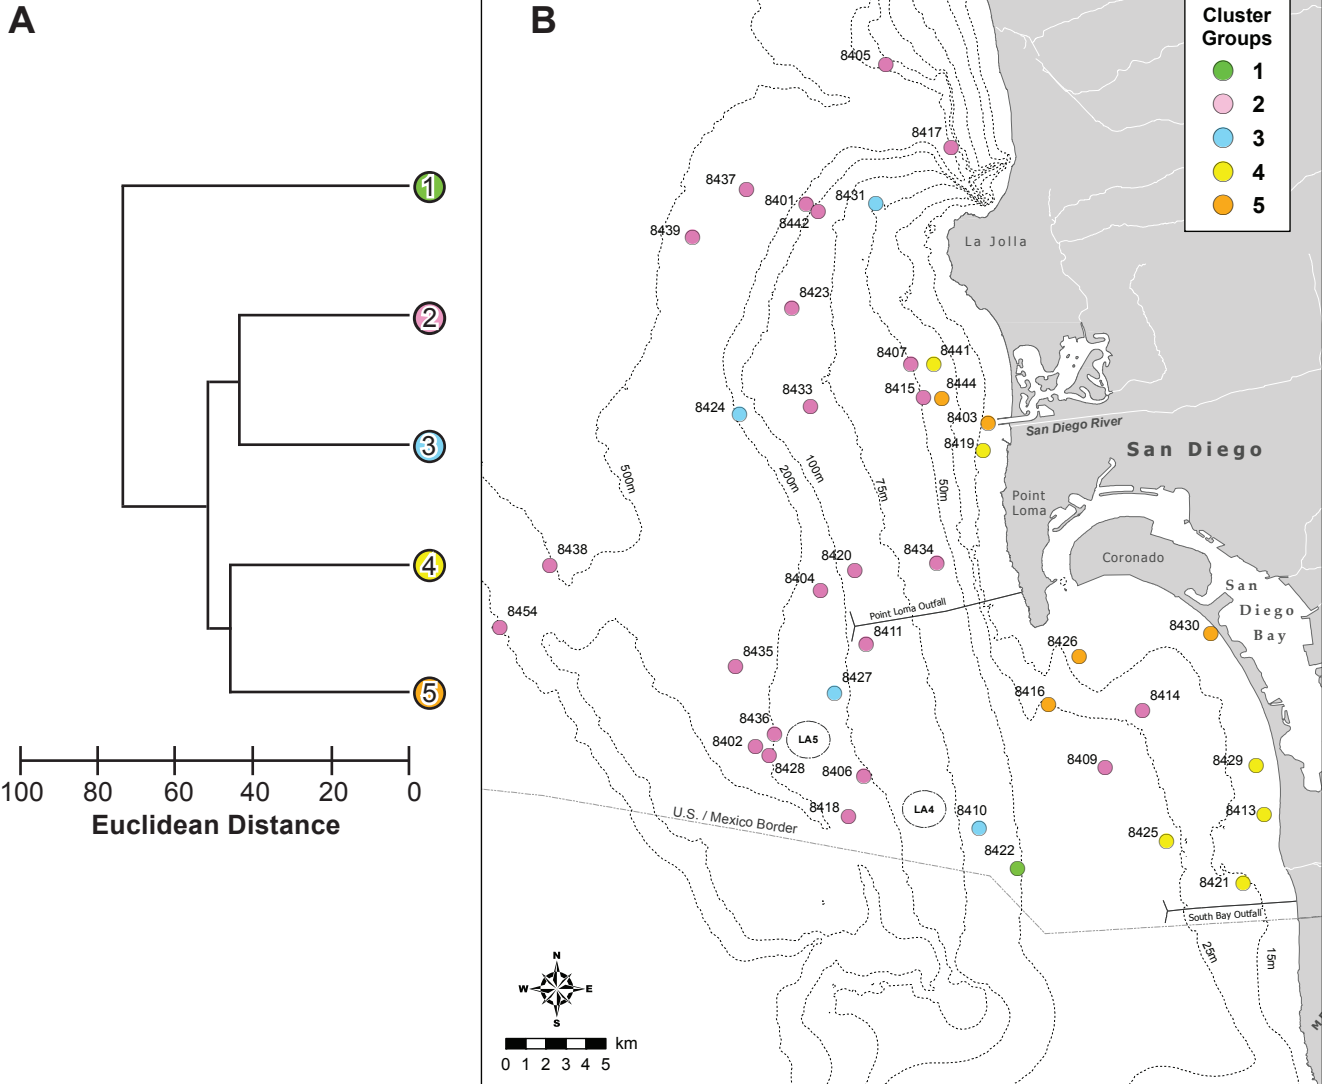 A
1
2
3
4
5
100 80 60 40 20 0
Euclidean Distance
B
Cluster
Groups
1
2
3
4
5
8405
8417
8437
8401
8431
8442
8439
La Jolla
8423
8407
8441
8433
8415
8444
8424
8403
San Diego River
8419
San Diego
500m
200m
100m
75m
50m
Point
Loma
8438
8420
8434
Coronado
8404
San
Diego
Bay
Point Loma Outfall
8454
8411
8430
8435
8426
8427
8416
8414
8436
8402
LA5
8428
8406
8409
8429
8418
LA4
8410
8413
U.S. / Mexico Border
8425
8422
8421
South Bay Outfall
25m
15m
N
W E
S
km
0 1 2 3 4 5